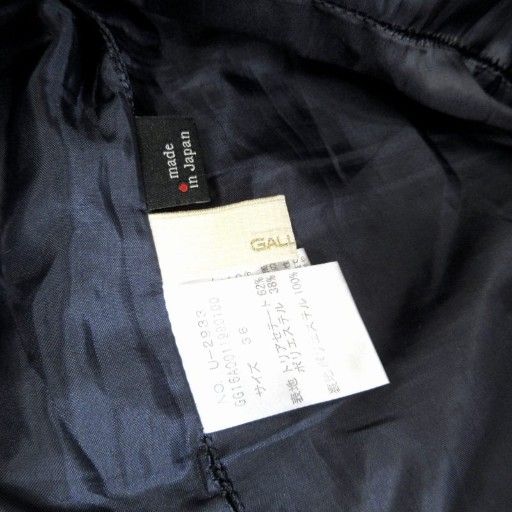 made
in Japan
GALL
NO. U-2933
サイズ 36
表地 トリアセテート 62%
ポリエステル 38%
裏地 ポリエステル 100%